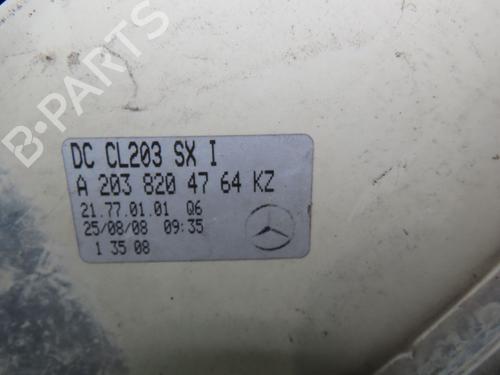 B-PARTS
DC CL203 SX I
A 203 820 47 64 KZ
21.77.01.01 Q6
25/08/08 09:35
1 35 08